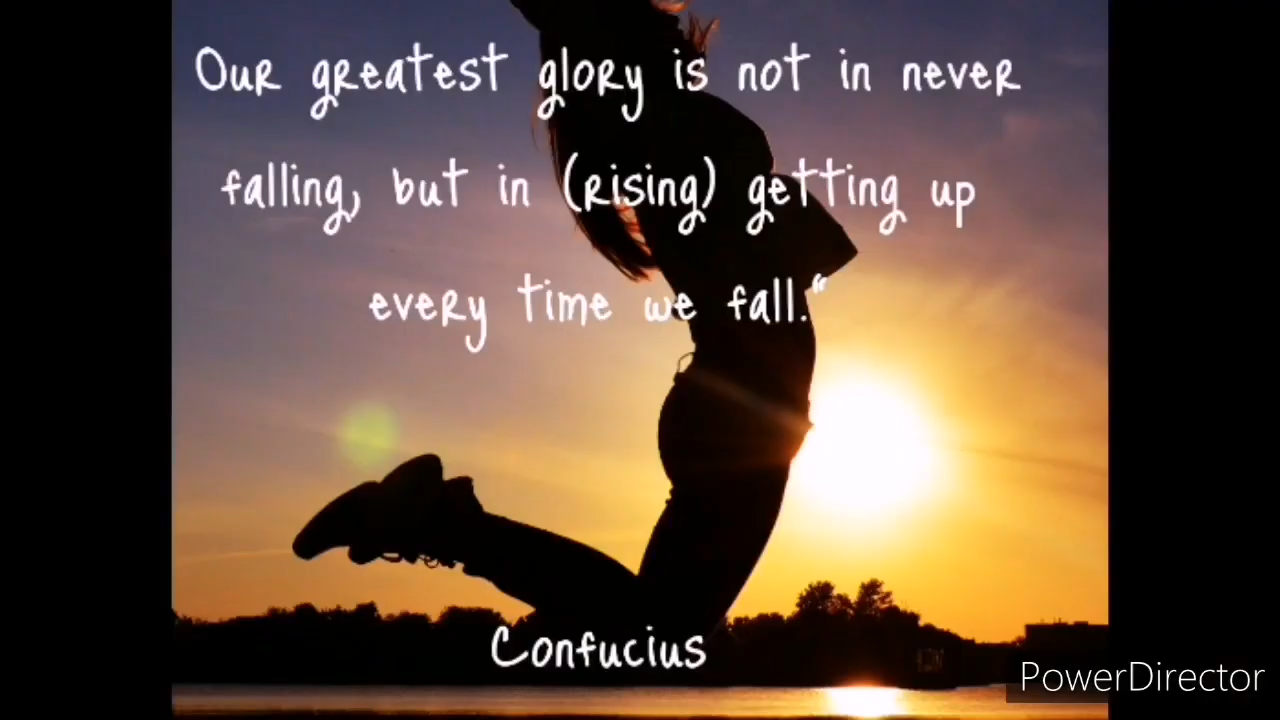 Our greatest glory is not in never
falling, but in (rising) getting up
every time we fall.“
Confucius
PowerDirector